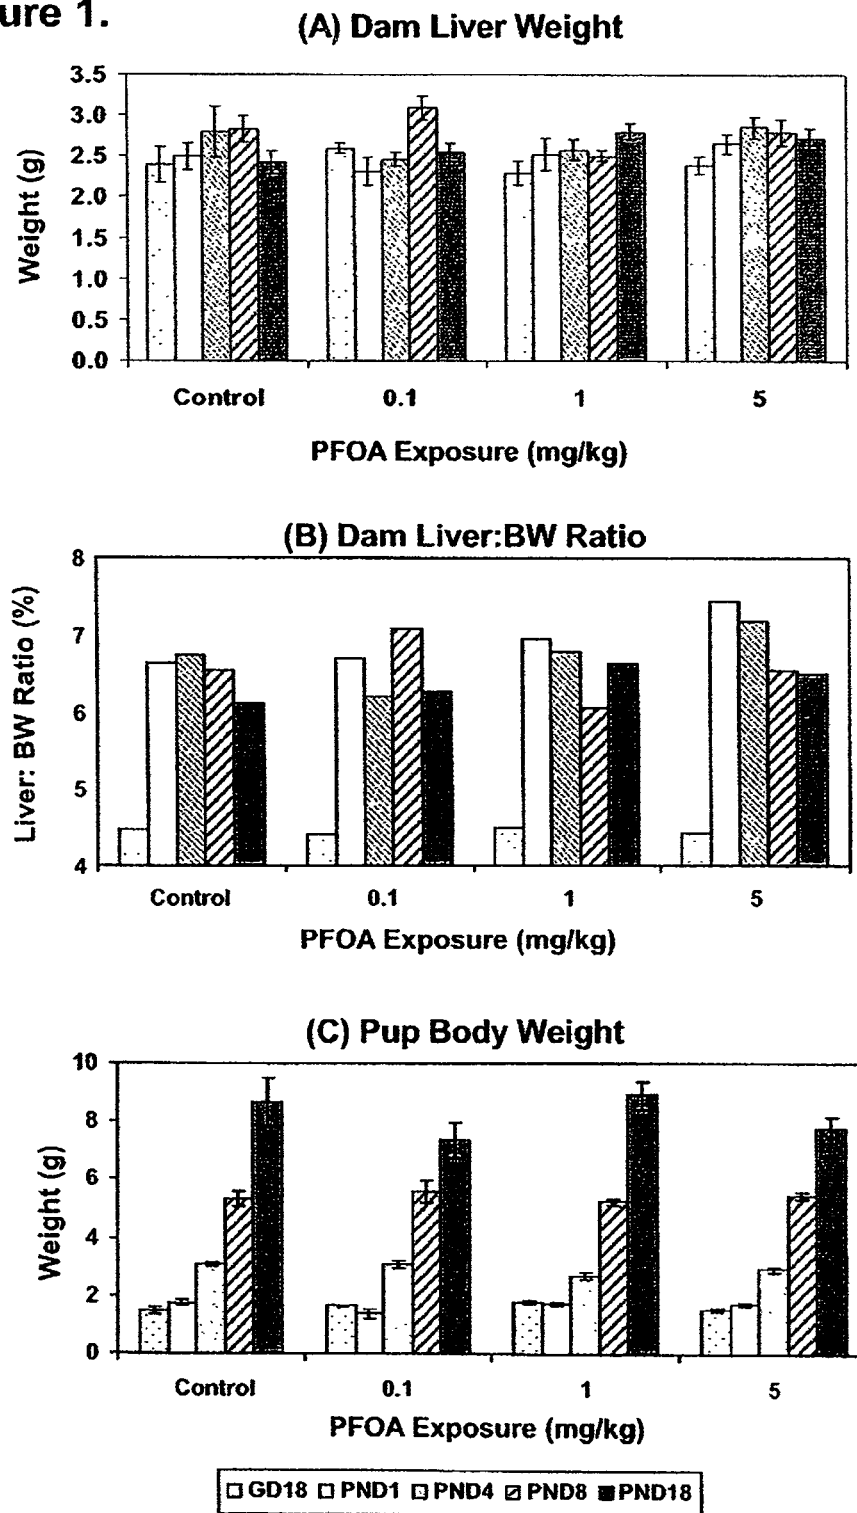 ure 1.
(A) Dam Liver Weight
3.5
3.0
2.5
2.0
1.5
1.0
0.5
0.0
Weight (g)
Control 0.1 1 5
PFOA Exposure (mg/kg)
(B) Dam Liver:BW Ratio
8
7
6
5
4
Liver: BW Ratio (%)
Control 0.1 1 5
PFOA Exposure (mg/kg)
(C) Pup Body Weight
10
8
6
4
2
0
Weight (g)
Control 0.1 1 5
PFOA Exposure (mg/kg)
GD18 PND1 PND4 PND8 PND18